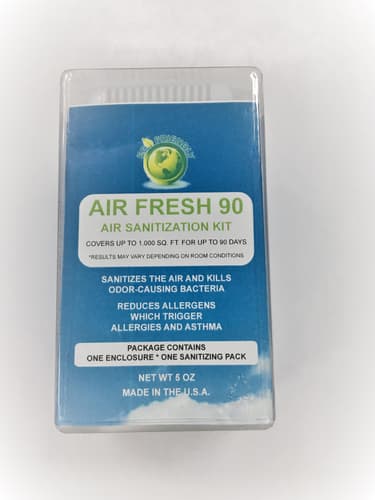 ECO FRIENDLY
AIR FRESH 90
AIR SANITIZATION KIT
COVERS UP TO 1,000 SQ. FT. FOR UP TO 90 DAYS
*RESULTS MAY VARY DEPENDING ON ROOM CONDITIONS
SANITIZES THE AIR AND KILLS
ODOR-CAUSING BACTERIA
REDUCES ALLERGENS
WHICH TRIGGER
ALLERGIES AND ASTHMA
PACKAGE CONTAINS
ONE ENCLOSURE * ONE SANITIZING PACK
NET WT 5 OZ
MADE IN THE U.S.A.